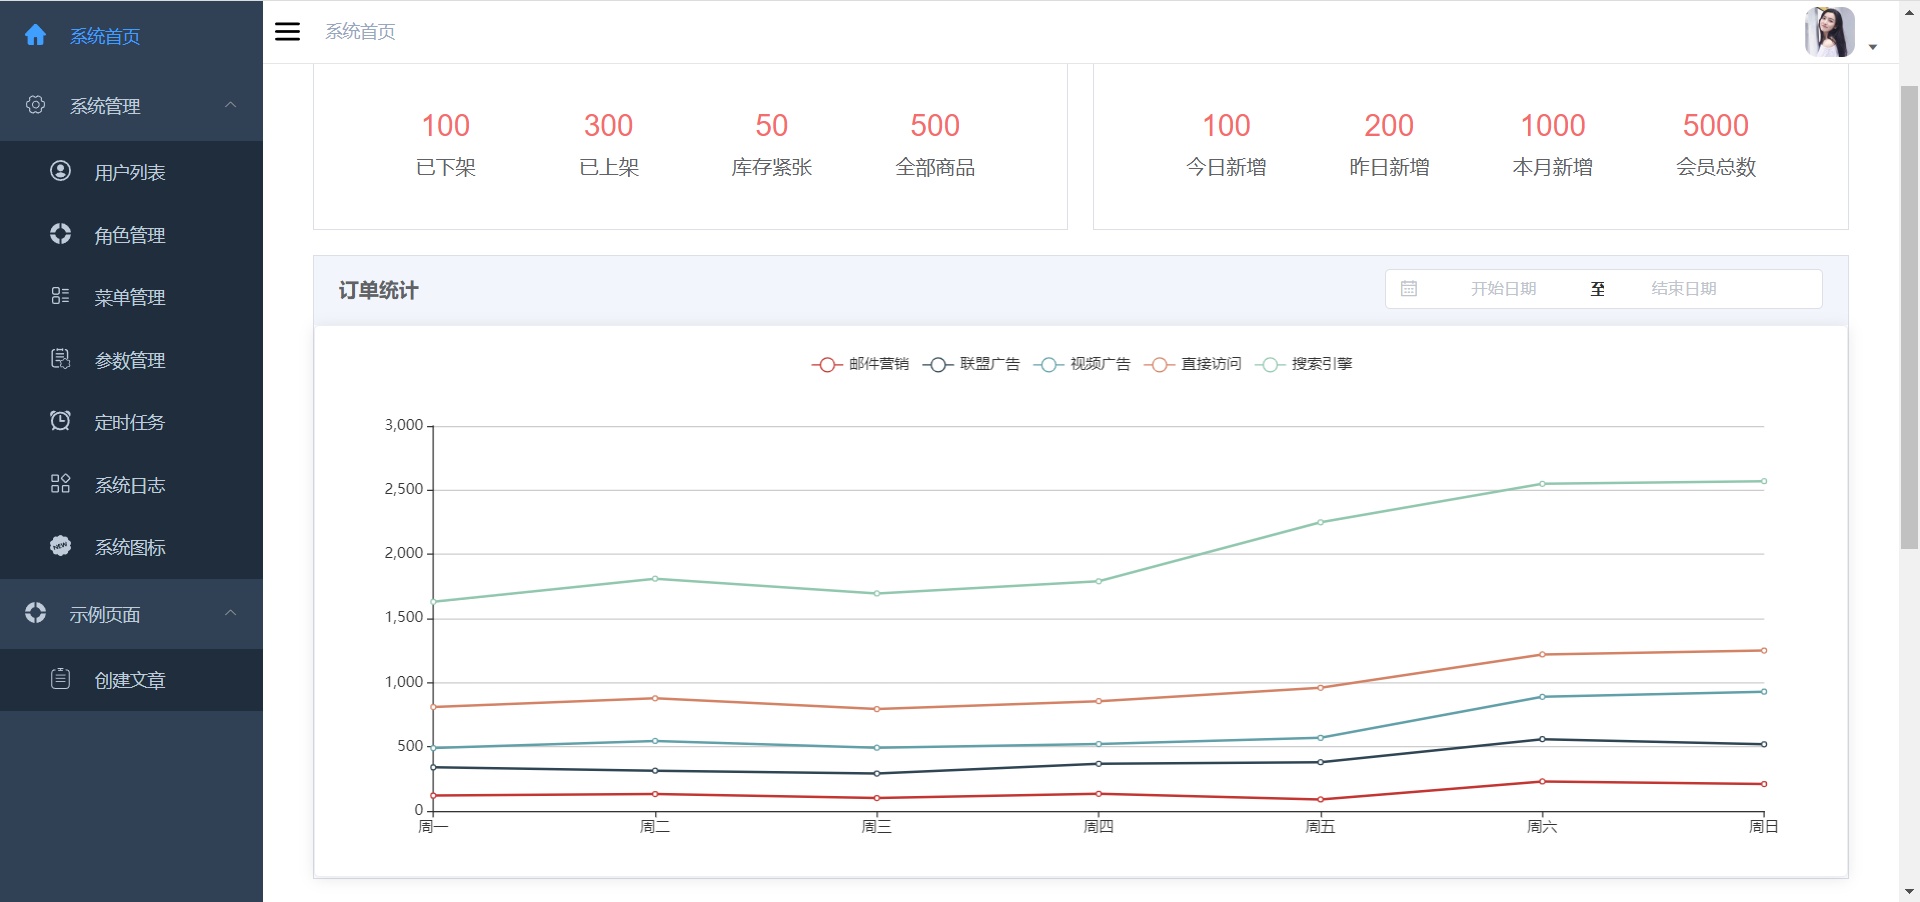 系统首页
系统管理
用户列表
角色管理
菜单管理
参数管理
定时任务
系统日志
NEW
系统图标
示例页面
创建文章
系统首页
100 300 50 500
已下架 已上架 库存紧张 全部商品
100 200 1000 5000
今日新增 昨日新增 本月新增 会员总数
订单统计
开始日期 至 结束日期
邮件营销 联盟广告 视频广告 直接访问 搜索引擎
3,000
2,500
2,000
1,500
1,000
500
0
周一 周二 周三 周四 周五 周六 周日